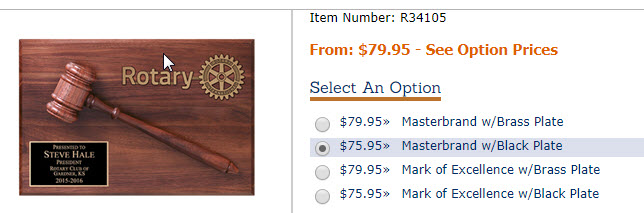 Item Number: R34105
From: $79.95 - See Option Prices
Select An Option
$79.95» Masterbrand w/Brass Plate
$75.95» Masterbrand w/Black Plate
$79.95» Mark of Excellence w/Brass Plate
$75.95» Mark of Excellence w/Black Plate
Rotary
PRESENTED TO
STEVE HALE
PRESIDENT
ROTARY CLUB OF
GARDNER, KS
2015-2016